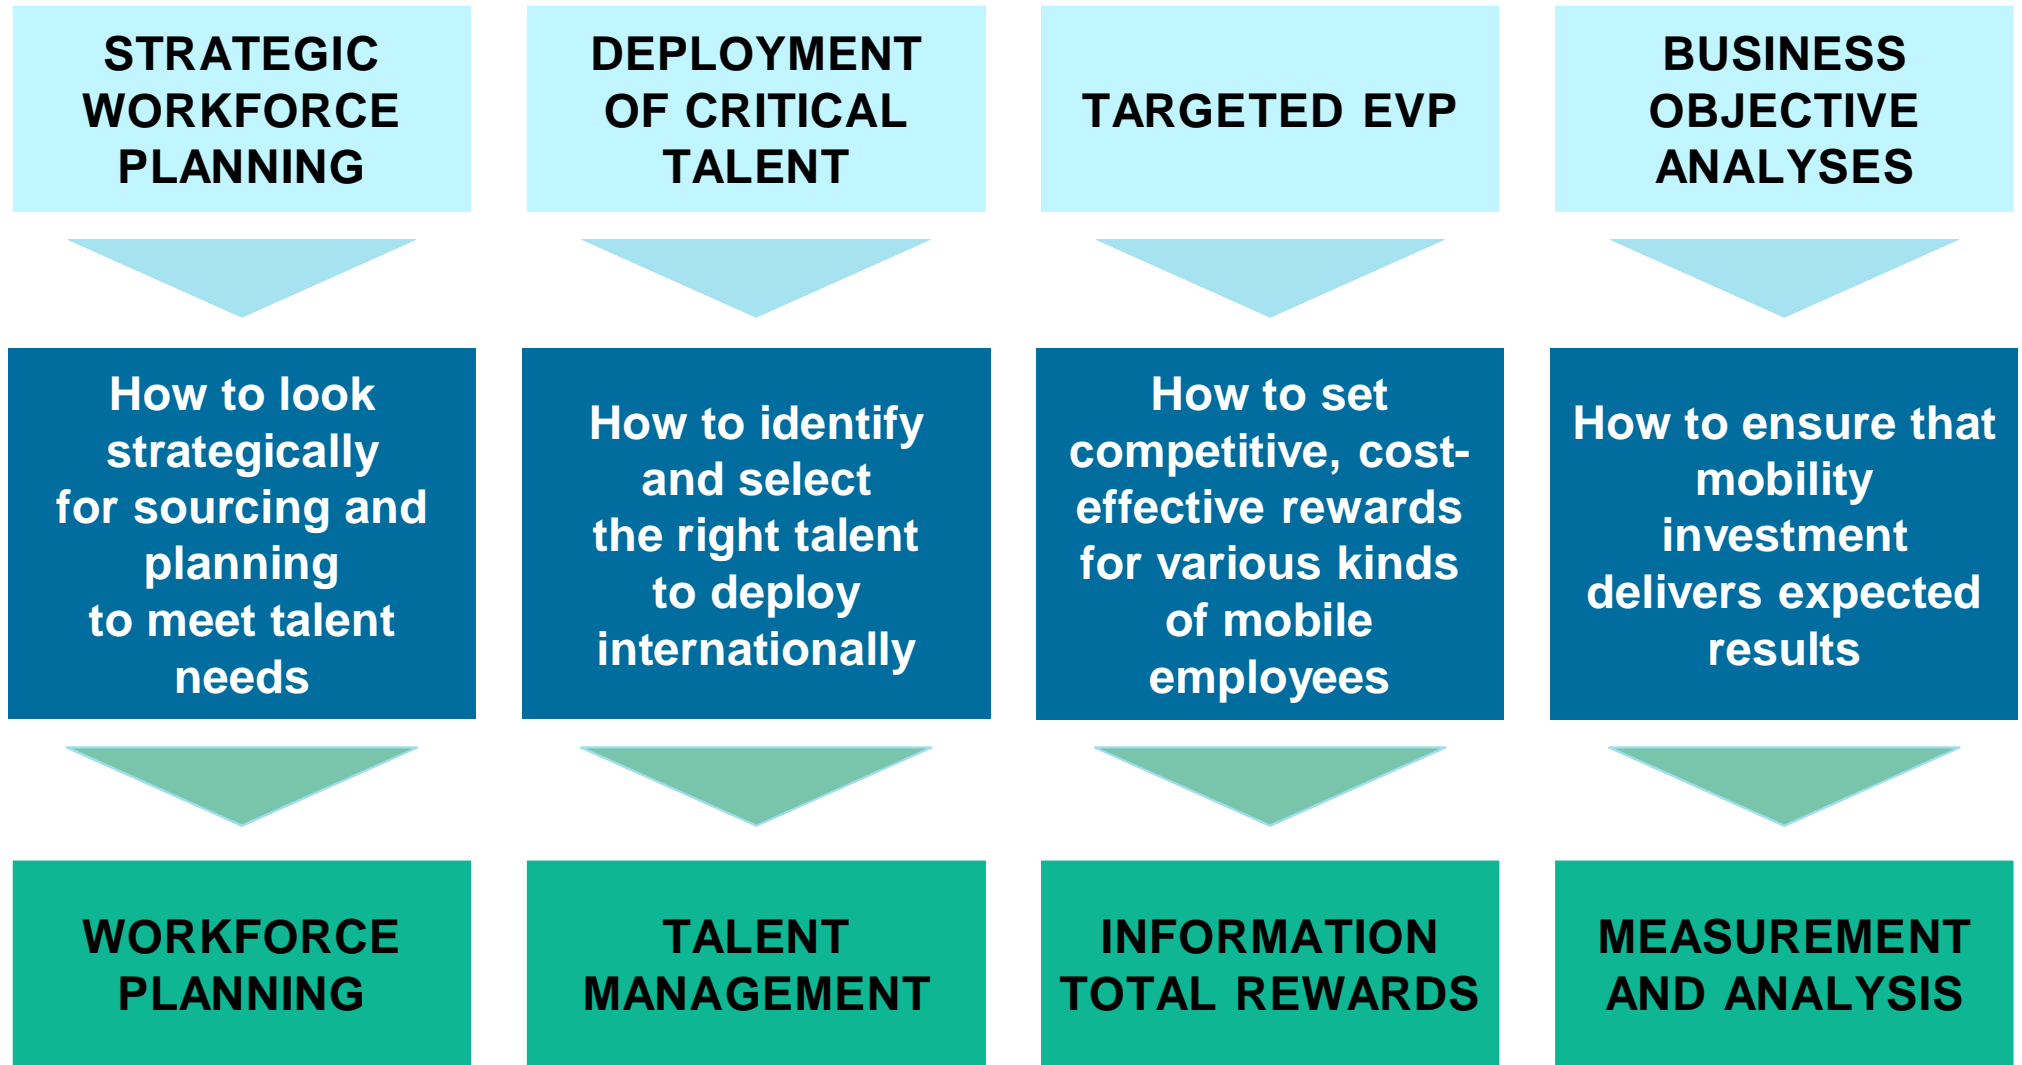 STRATEGIC
WORKFORCE
PLANNING
DEPLOYMENT
OF CRITICAL
TALENT
TARGETED EVP
BUSINESS
OBJECTIVE
ANALYSES
How to look
strategically
for sourcing and
planning
to meet talent
needs
How to identify
and select
the right talent
to deploy
internationally
How to set
competitive, cost-
effective rewards
for various kinds
of mobile
employees
How to ensure that
mobility
investment
delivers expected
results
WORKFORCE
PLANNING
TALENT
MANAGEMENT
INFORMATION
TOTAL REWARDS
MEASUREMENT
AND ANALYSIS